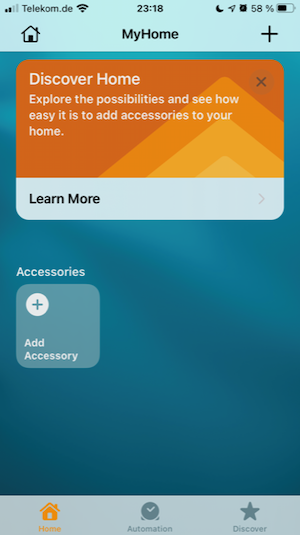 Telekom.de 23:18 58 %
MyHome
Discover Home
Explore the possibilities and see how
easy it is to add accessories to your
home.
Learn More
Accessories
Add
Accessory
Home Automation Discover